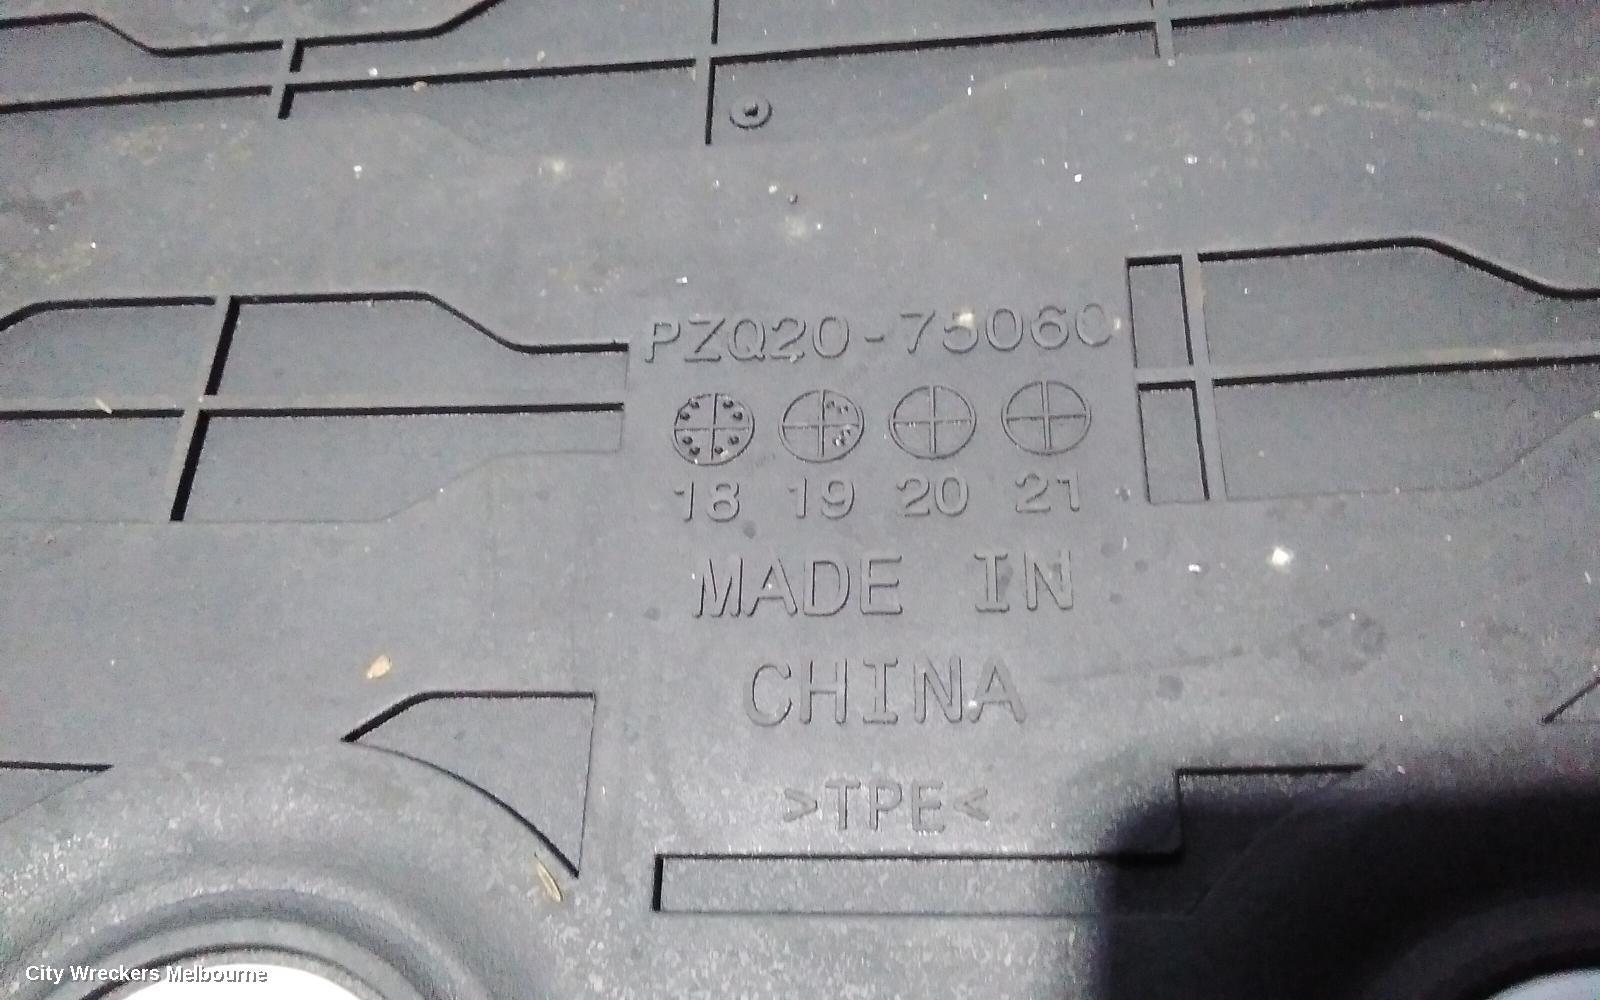 PZQ20-75060
18 19 20 21
MADE IN
CHINA
>TPE<
City Wreckers Melbourne